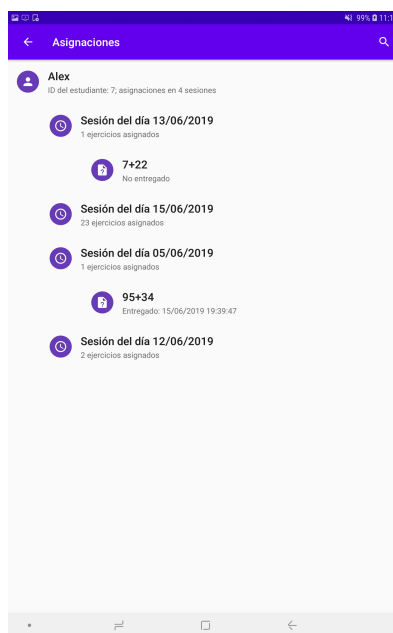 99% 11:1
Asignaciones
Alex
ID del estudiante: 7; asignaciones en 4 sesiones
Sesión del día 13/06/2019
1 ejercicios asignados
7+22
No entregado
Sesión del día 15/06/2019
23 ejercicios asignados
Sesión del día 05/06/2019
1 ejercicios asignados
95+34
Entregado: 15/06/2019 19:39:47
Sesión del día 12/06/2019
2 ejercicios asignados